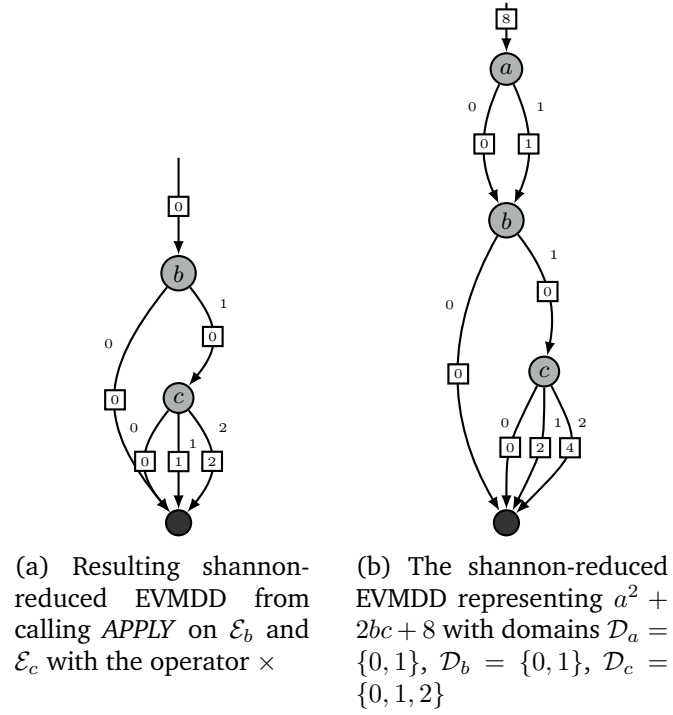 8
a
0
1
0
1
b
0
1
0
0
c
0
1
2
0
2
4
0
b
0
1
0
0
c
0
1
2
0
1
2
(a) Resulting shannon-
reduced EVMDD from
calling APPLY on ℰ_b and
ℰ_c with the operator ×
(b) The shannon-reduced
EVMDD representing a² +
2bc + 8 with domains 𝒟_a =
{0, 1}, 𝒟_b = {0, 1}, 𝒟_c =
{0, 1, 2}